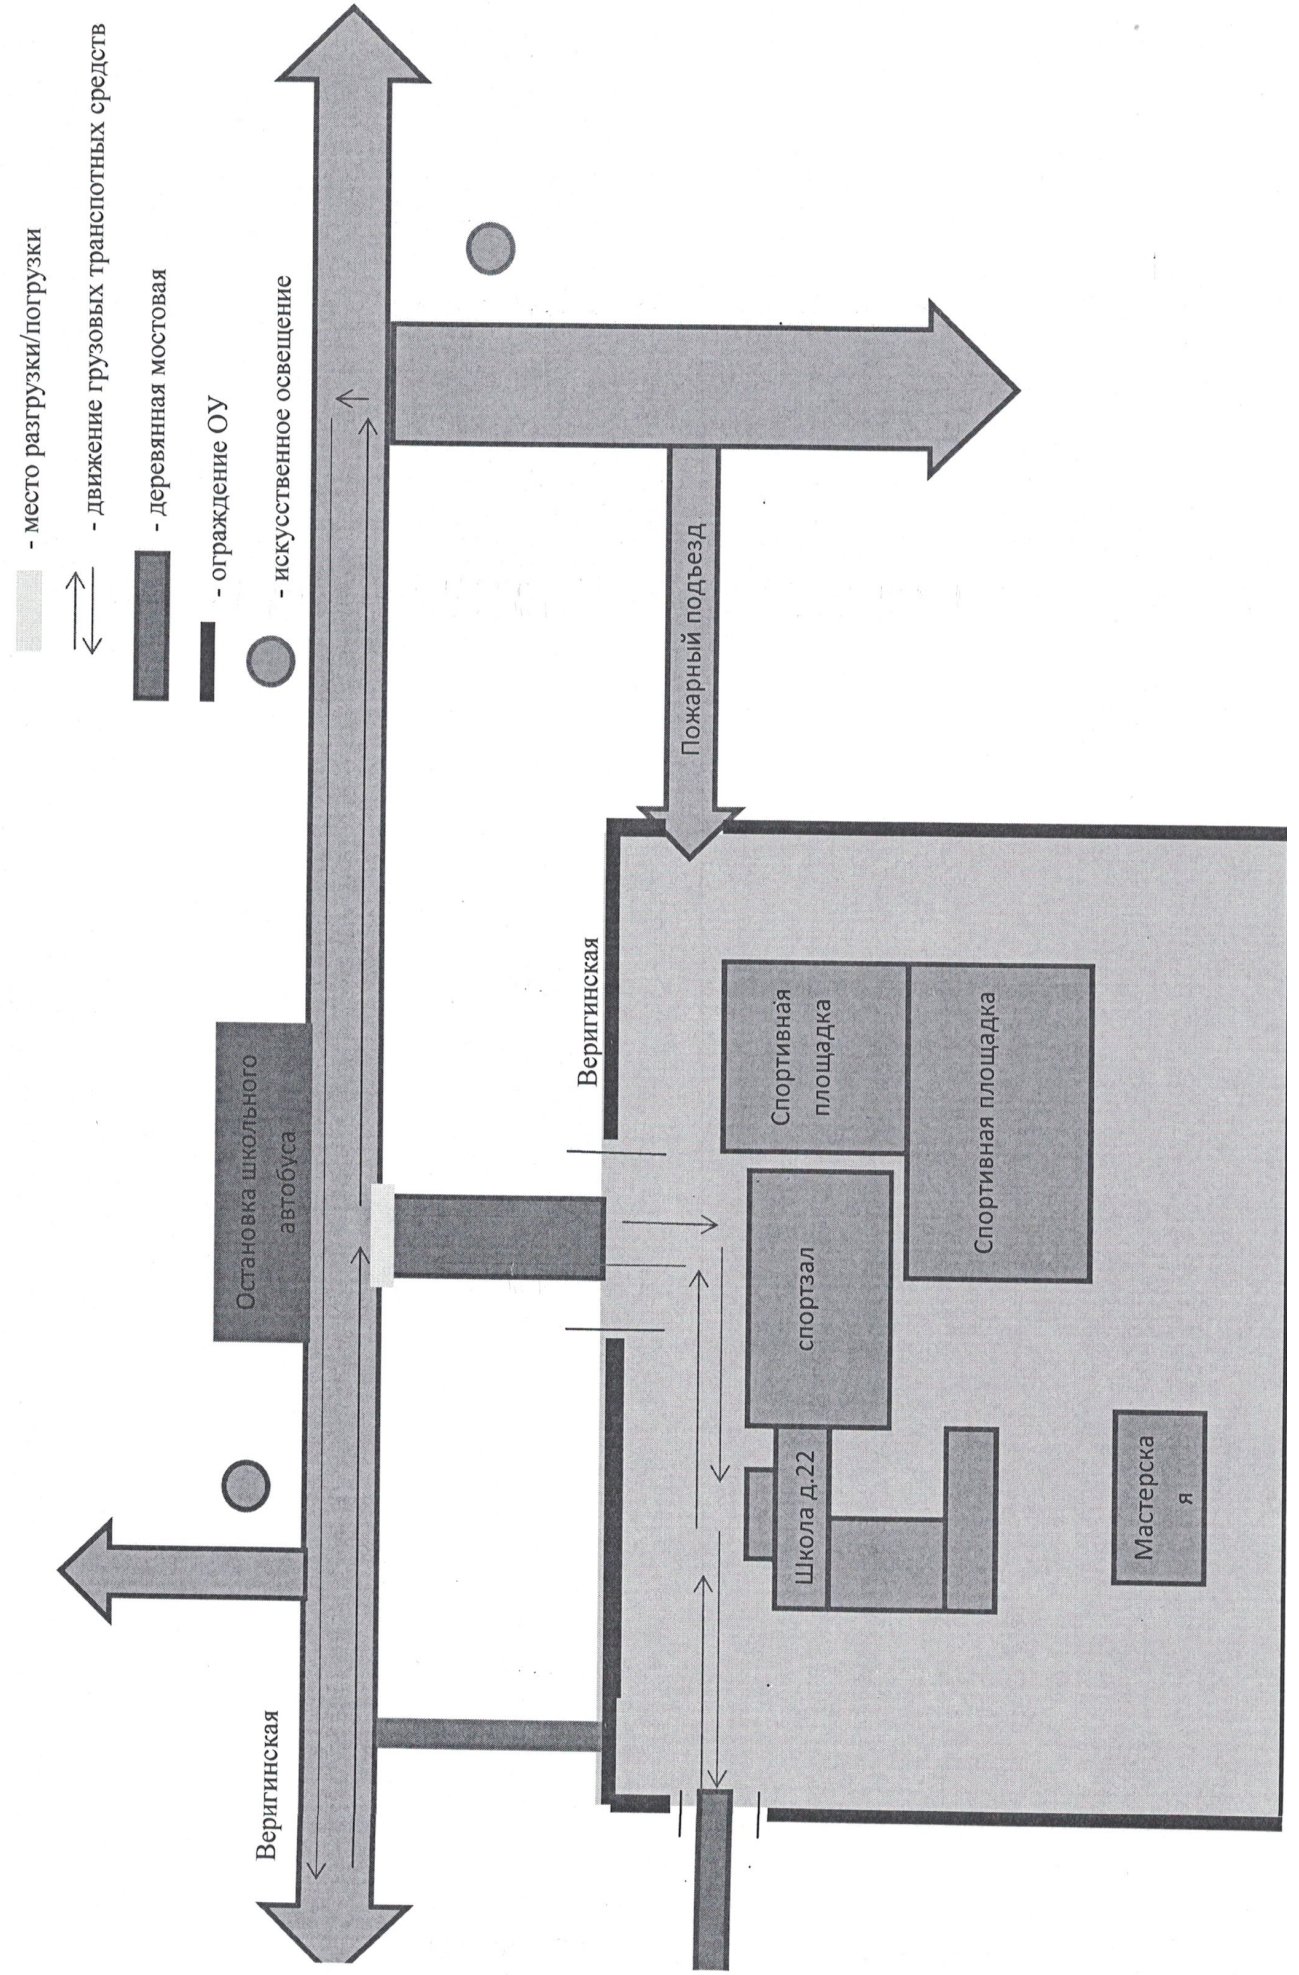 - место разгрузки/погрузки
- движение грузовых транспотных средств
- деревянная мостовая
- ограждение ОУ
- искусственное освещение
Веригинская
Остановка школьного
автобуса
Веригинская
Пожарный подъезд
Школа д.22
спортзал
Спортивная
площадка
Спортивная площадка
Мастерска
я